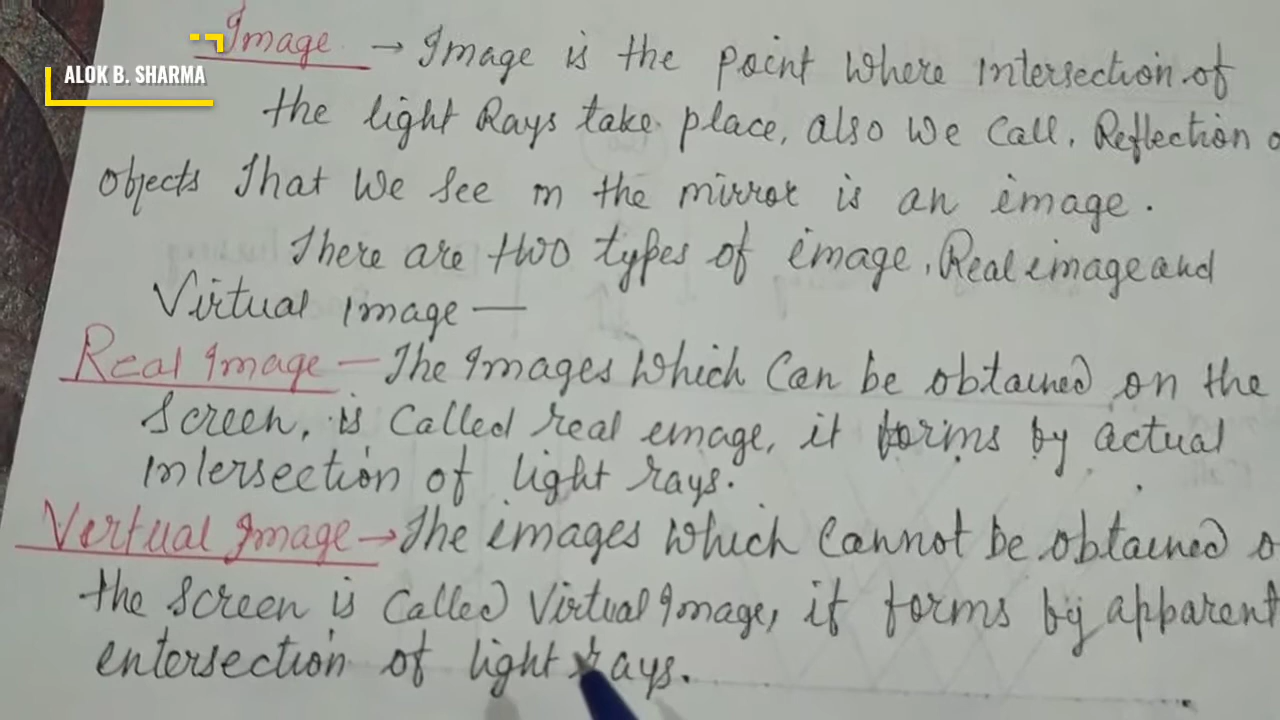 Image → Image is the point where intersection of
ALOK B. SHARMA
the light Rays take place, also we call, Reflection
objects That we see in the mirror is an image.
There are two types of image, Real image and
Virtual image —
Real Image — The Images which can be obtained on the
screen, is called real image, it forms by actual
intersection of light rays.
Virtual Image → The images which cannot be obtained
the screen is called Virtual Image, it forms by apparent
intersection of light rays.